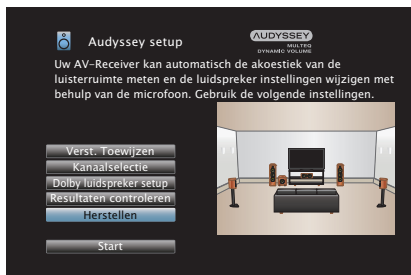 Audyssey setup
AUDYSSEY
MULTEQ
DYNAMIC VOLUME
Uw AV-Receiver kan automatisch de akoestiek van de
luisterruimte meten en de luidspreker instellingen wijzigen met
behulp van de microfoon. Gebruik de volgende instellingen.
Verst. Toewijzen
Kanaalselectie
Dolby luidspreker setup
Resultaten controleren
Herstellen
Start